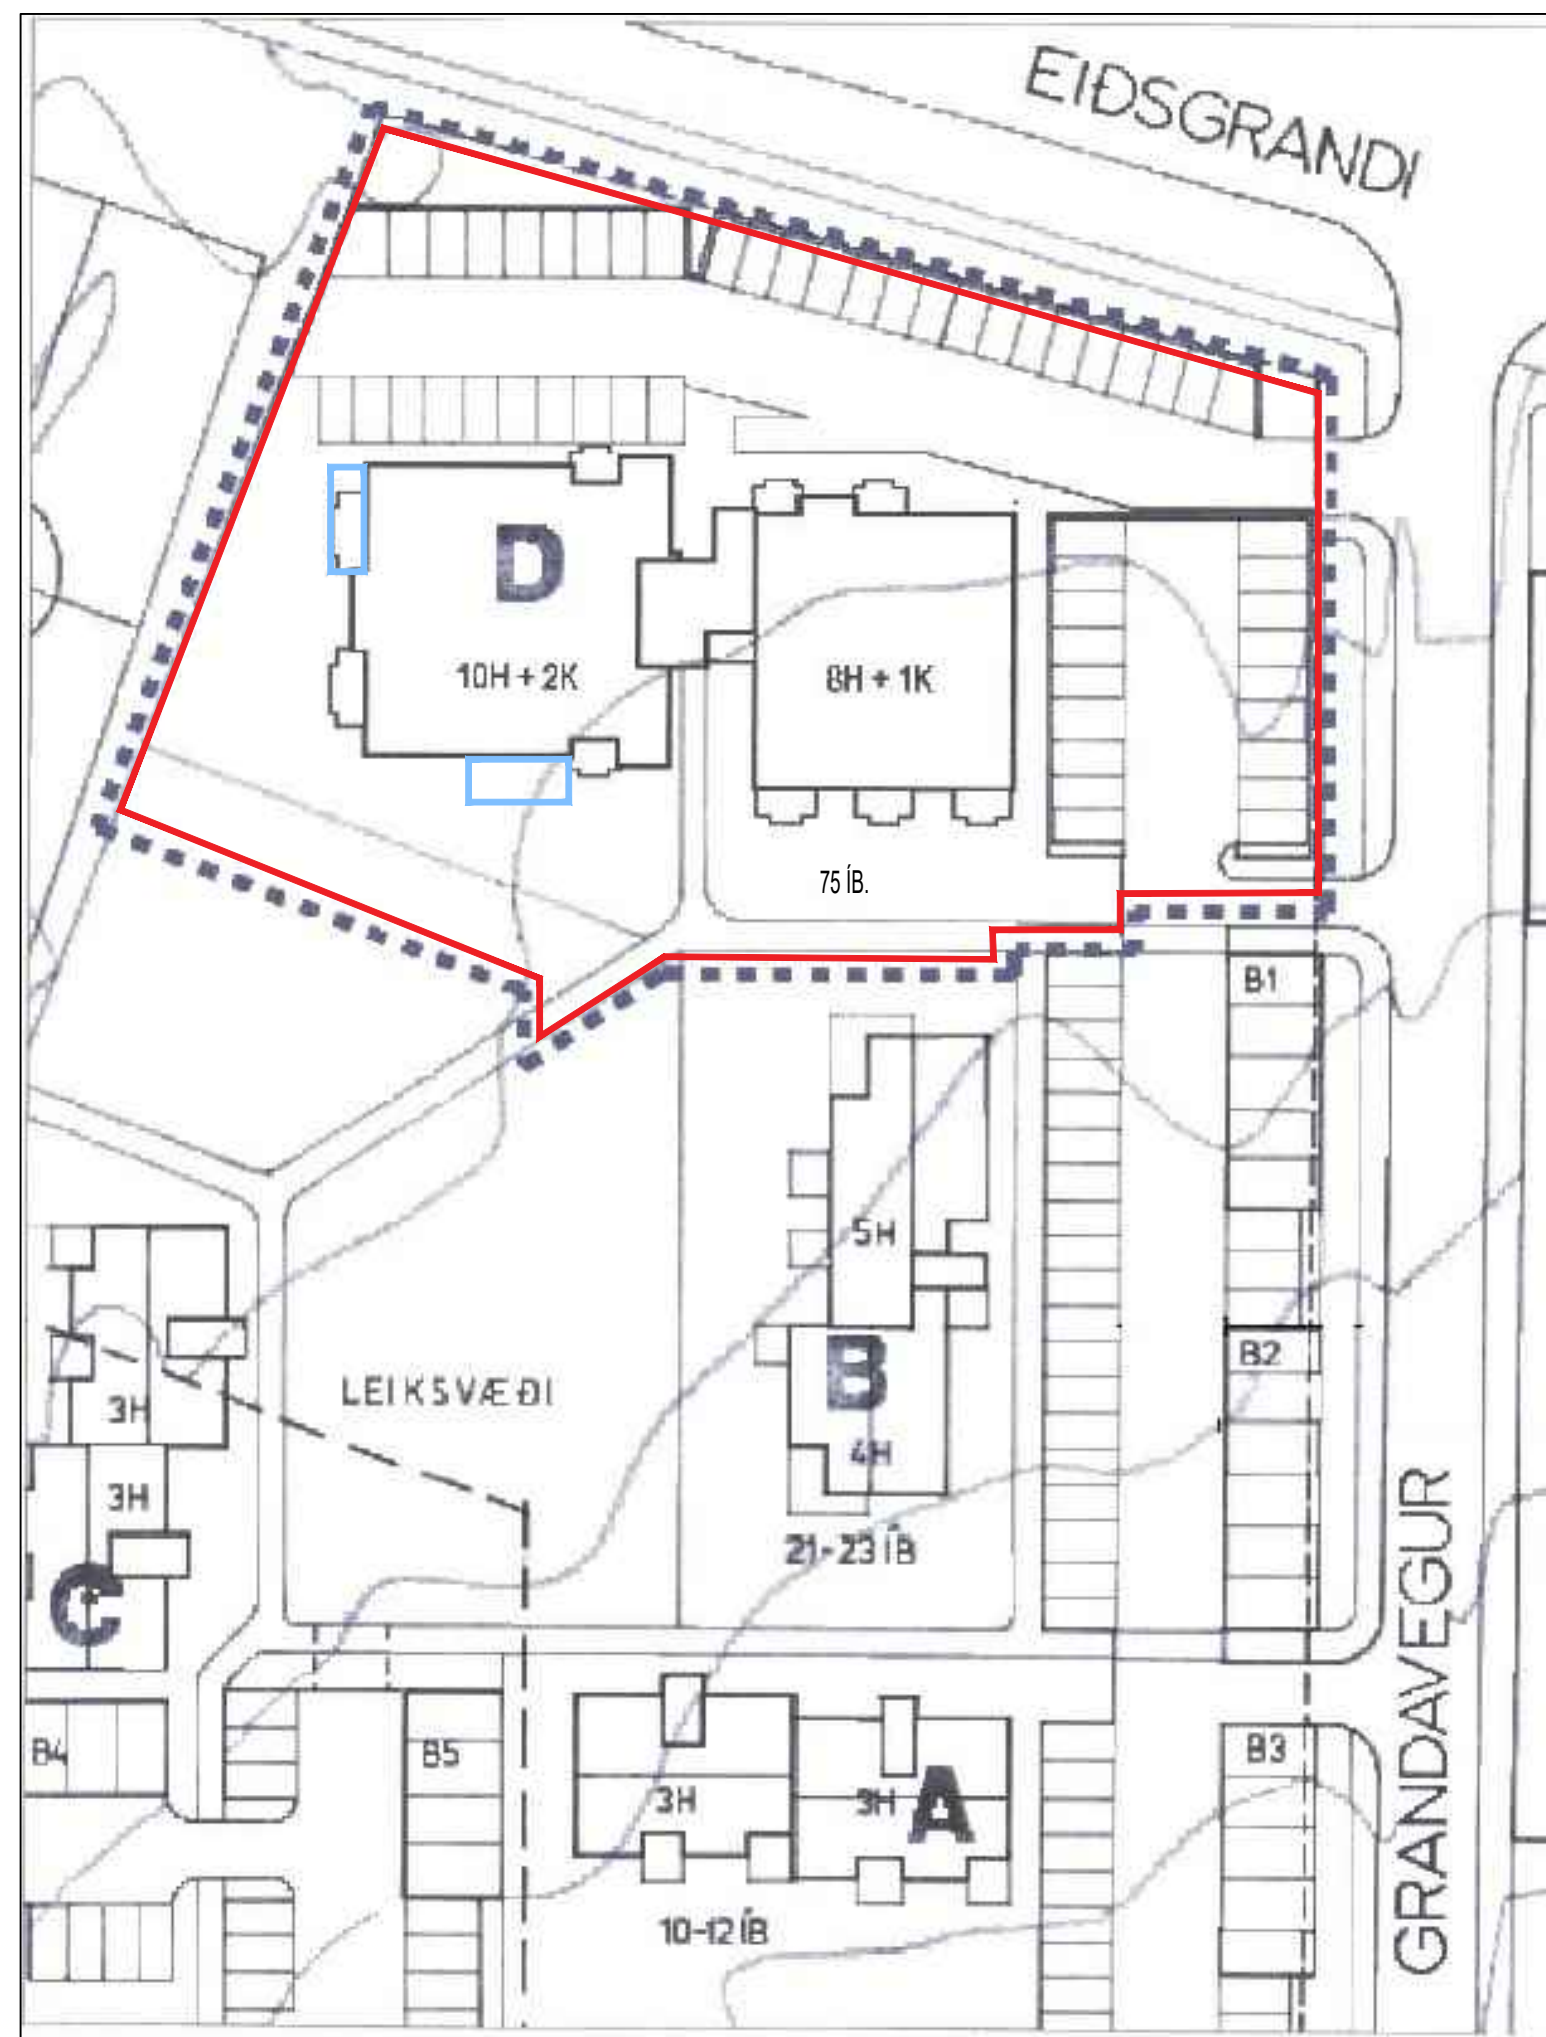 EIÐSGRANDI
D
10H + 2K
8H + 1K
75 ÍB.
B1
5H
B
B2
4H
LEIKSVÆÐI
3H
3H
21-23 ÍB
C
GRANDAVEGUR
B4
B5
3H
3H
A
B3
10-12 ÍB